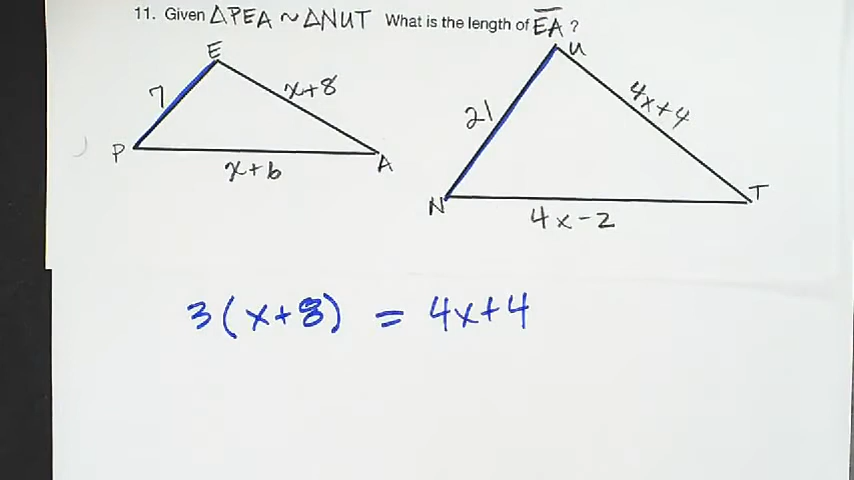 11. Given △PEA ~ △NUT What is the length of EA?
E
U
7
x+8
21
4x+4
P
x+6
A
N
4x-2
T
3(x+8) = 4x+4